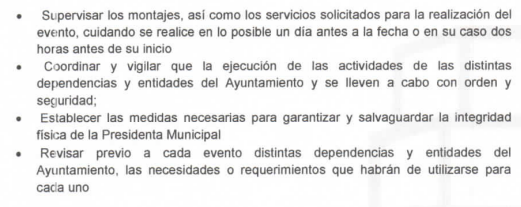 • Supervisar los montajes, así como los servicios solicitados para la realización del
evento, cuidando se realice en lo posible un día antes a la fecha o en su caso dos
horas antes de su inicio
• Coordinar y vigilar que la ejecución de las actividades de las distintas
dependencias y entidades del Ayuntamiento y se lleven a cabo con orden y
seguridad;
• Establecer las medidas necesarias para garantizar y salvaguardar la integridad
física de la Presidenta Municipal
• Revisar previo a cada evento distintas dependencias y entidades del
Ayuntamiento, las necesidades o requerimientos que habrán de utilizarse para
cada uno